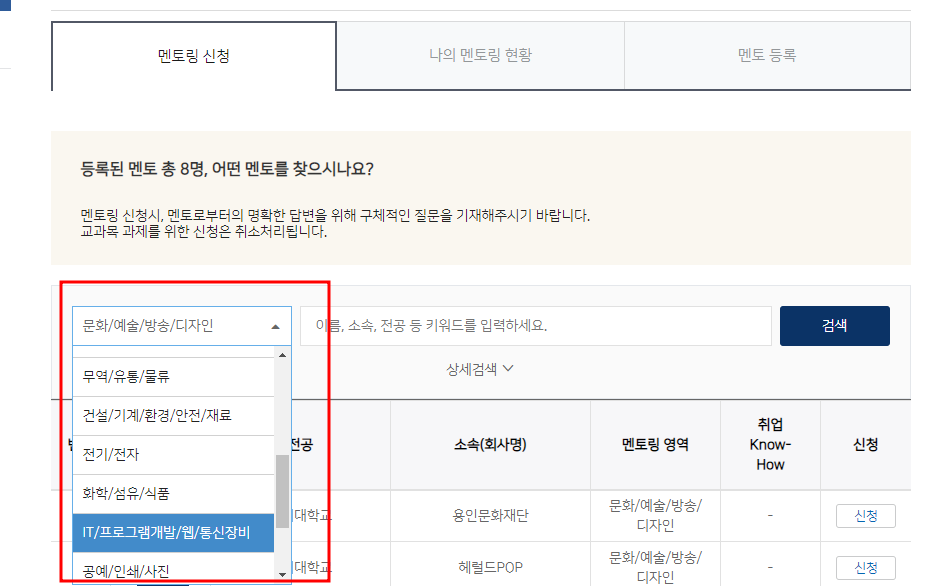 멘토링 신청
나의 멘토링 현황
멘토 등록
등록된 멘토 총 8명, 어떤 멘토를 찾으시나요?
멘토링 신청시, 멘토로부터의 명확한 답변을 위해 구체적인 질문을 기재해주시기 바랍니다.
교과목 과제를 위한 신청은 취소처리됩니다.
문화/예술/방송/디자인
이름, 소속, 전공 등 키워드를 입력하세요.
검색
상세검색
무역/유통/물류
건설/기계/환경/안전/재료
전기/전자
화학/섬유/식품
IT/프로그램개발/웹/통신장비
공예/인쇄/사진
전공
소속(회사명)
멘토링 영역
취업
Know-
How
신청
대학교
용인문화재단
문화/예술/방송/
디자인
-
신청
대학교
헤럴드POP
문화/예술/방송/
디자인
-
신청